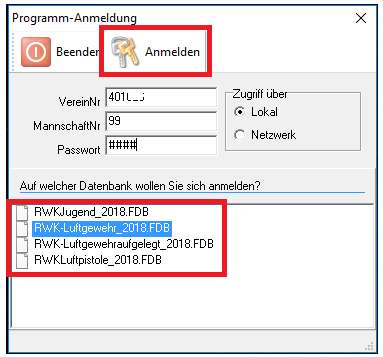 Programm-Anmeldung
Beenden Anmelden
VereinNr
MannschaftNr 99
Passwort ####
Zugriff über
Lokal
Netzwerk
Auf welcher Datenbank wollen Sie sich anmelden?
RWKJugend_2018.FDB
RWK-Luftgewehr_2018.FDB
RWK-Luftgewehraufgelegt_2018.FDB
RWKLuftpistole_2018.FDB